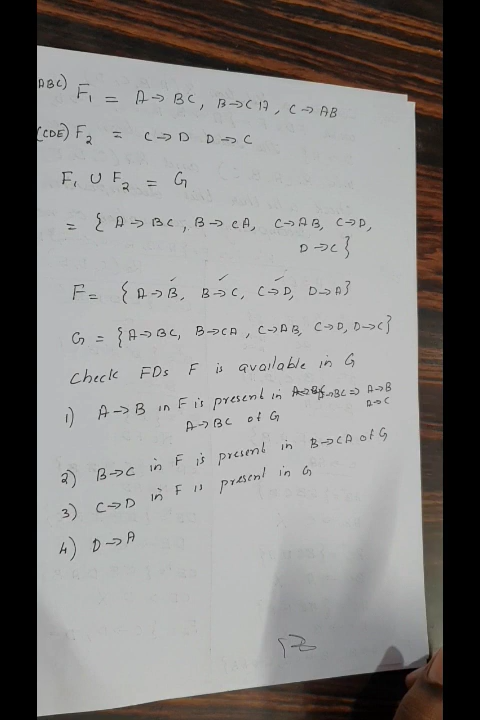 ABC) F₁ = A→BC, B→CA, C→AB
(CDE) F₂ = C→D D→C
F₁ ∪ F₂ = G
= { A→BC, B→CA, C→AB, C→D,
D→C}
F = {A→B, B→C, C→D, D→A}
G = {A→BC, B→CA, C→AB, C→D, D→C}
Check FDs F is available in G
1) A→B in F is present in A→BC A→BC ⇒ A→B
A→C
A→BC of G
2) B→C in F is present in B→CA of G
3) C→D in F is present in G
4) D→A